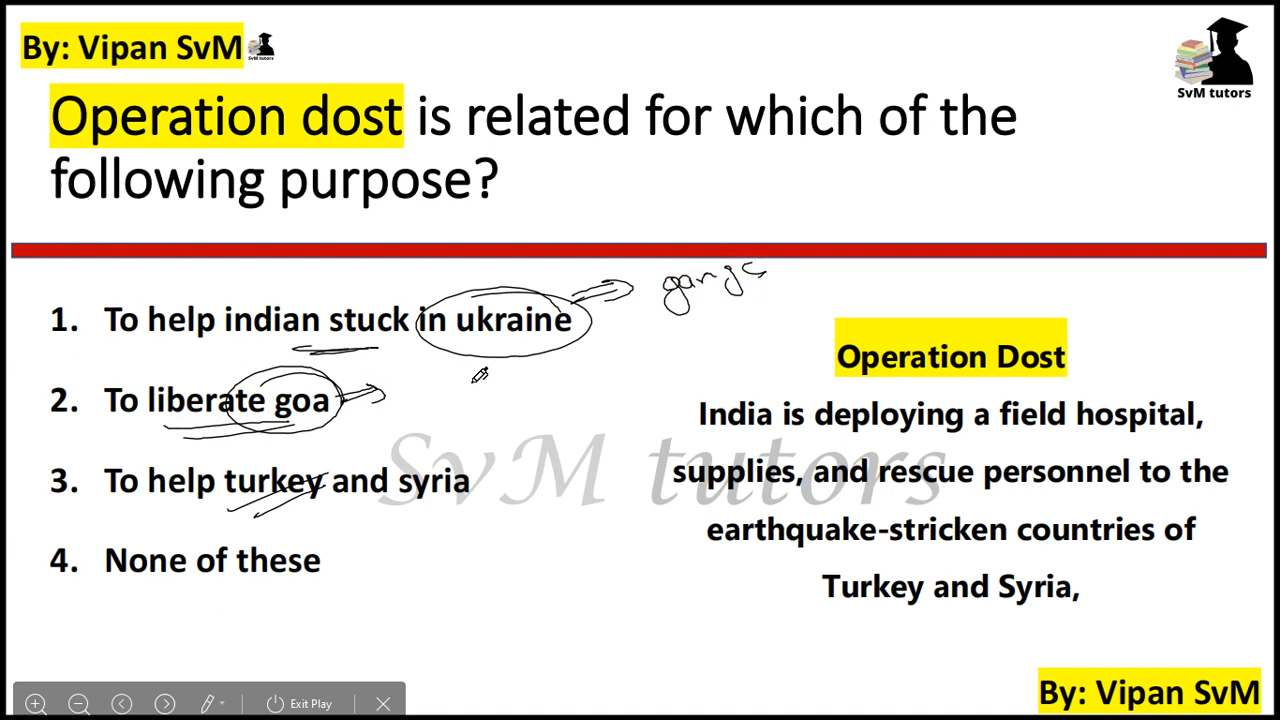 By: Vipan SvM
SvM tutors
SvM tutors
Operation dost is related for which of the
following purpose?
1. To help indian stuck in ukraine
2. To liberate goa
3. To help turkey and syria
4. None of these
SvM tutors
Operation Dost
India is deploying a field hospital,
supplies, and rescue personnel to the
earthquake-stricken countries of
Turkey and Syria,
Exit Play
By: Vipan SvM